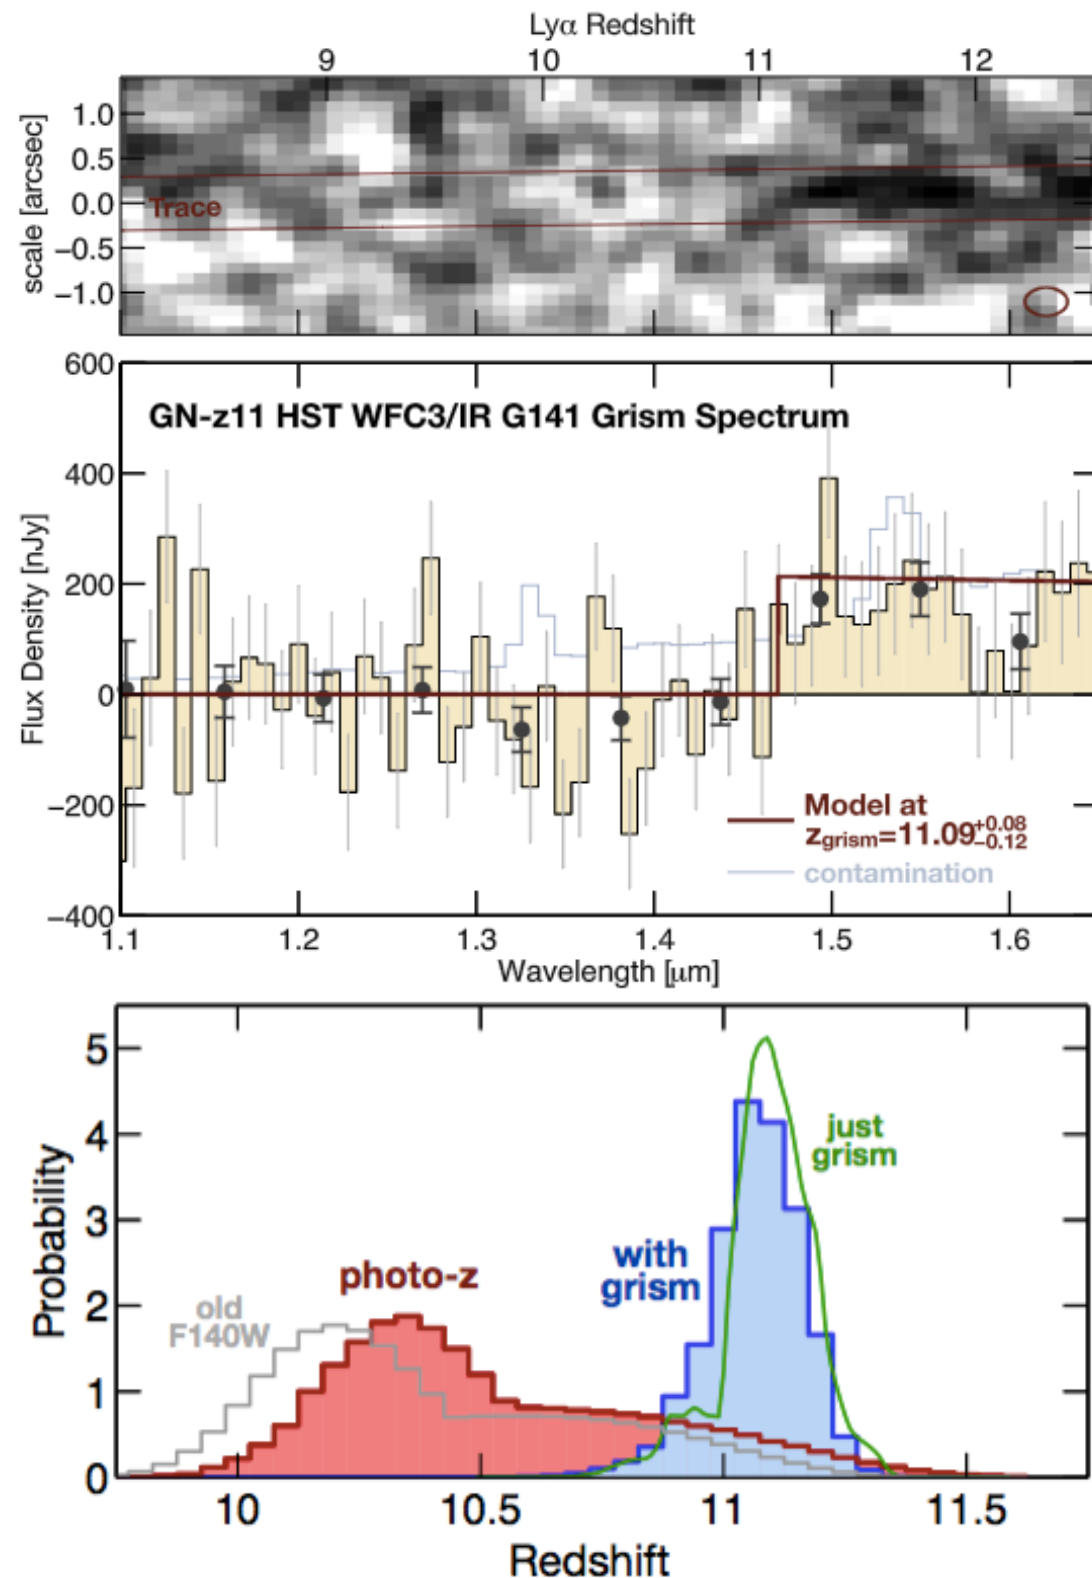 Lyα Redshift
9 10 11 12
scale [arcsec]
1.0
0.5
0.0
−0.5
−1.0
Trace
Flux Density [nJy]
600
400
200
0
−200
−400
GN-z11 HST WFC3/IR G141 Grism Spectrum
Model at
z_grism=11.09+0.08−0.12
contamination
1.1 1.2 1.3 1.4 1.5 1.6
Wavelength [μm]
Probability
5
4
3
2
1
0
old
F140W
photo-z
with
grism
just
grism
10 10.5 11 11.5
Redshift